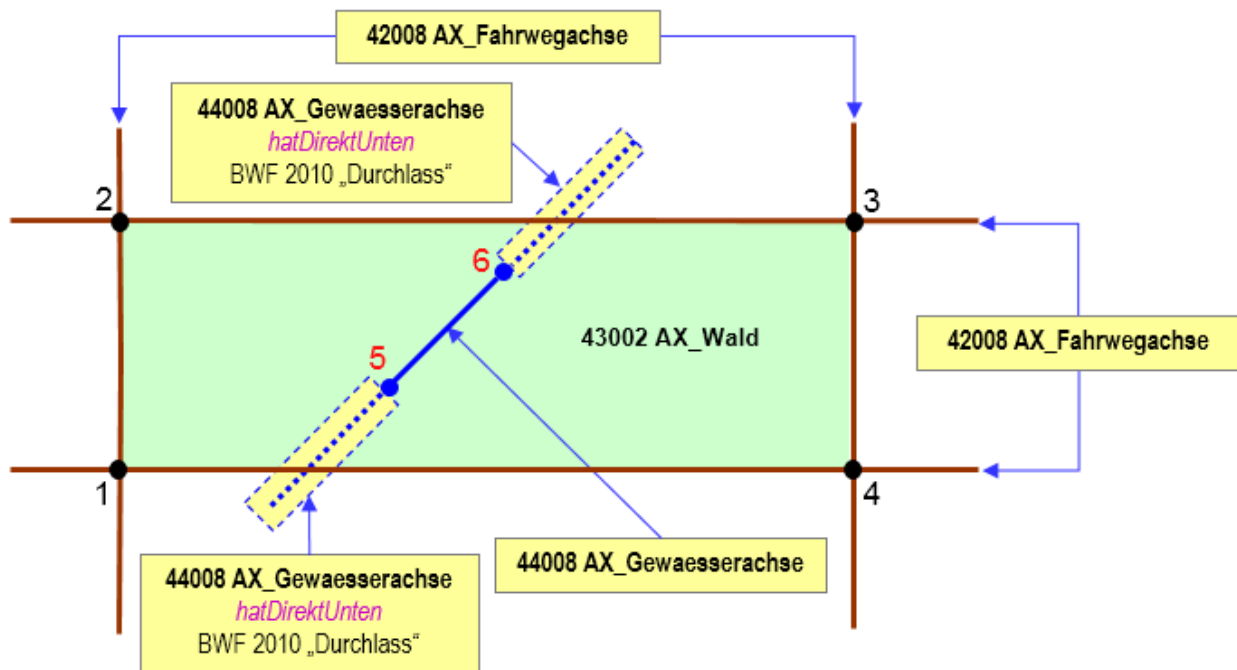 42008 AX_Fahrwegachse
44008 AX_Gewaesserachse
hatDirektUnten
BWF 2010 „Durchlass“
2
3
6
43002 AX_Wald
42008 AX_Fahrwegachse
5
1
4
44008 AX_Gewaesserachse
44008 AX_Gewaesserachse
hatDirektUnten
BWF 2010 „Durchlass“